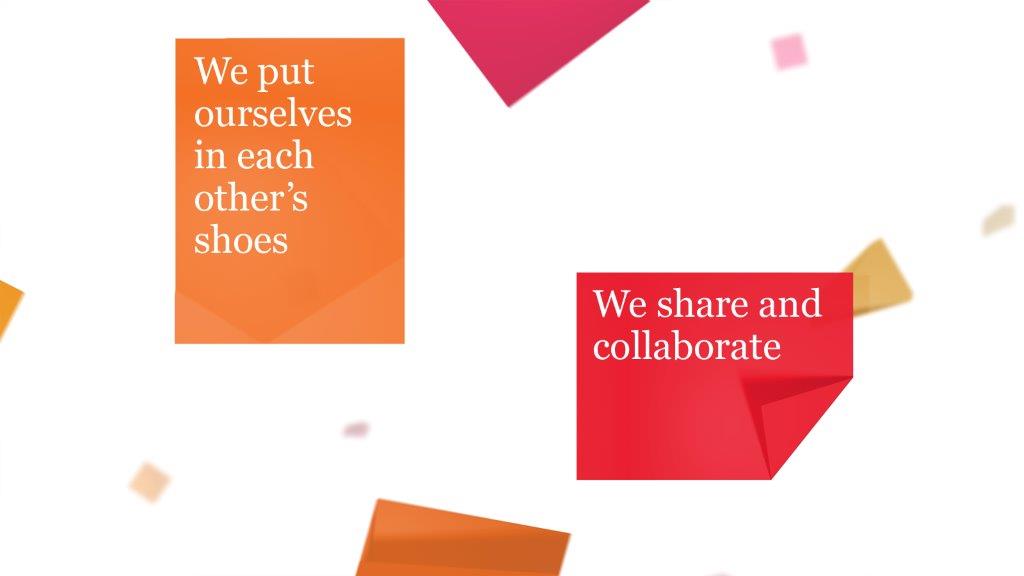 We put
ourselves
in each
other’s
shoes
We share and
collaborate